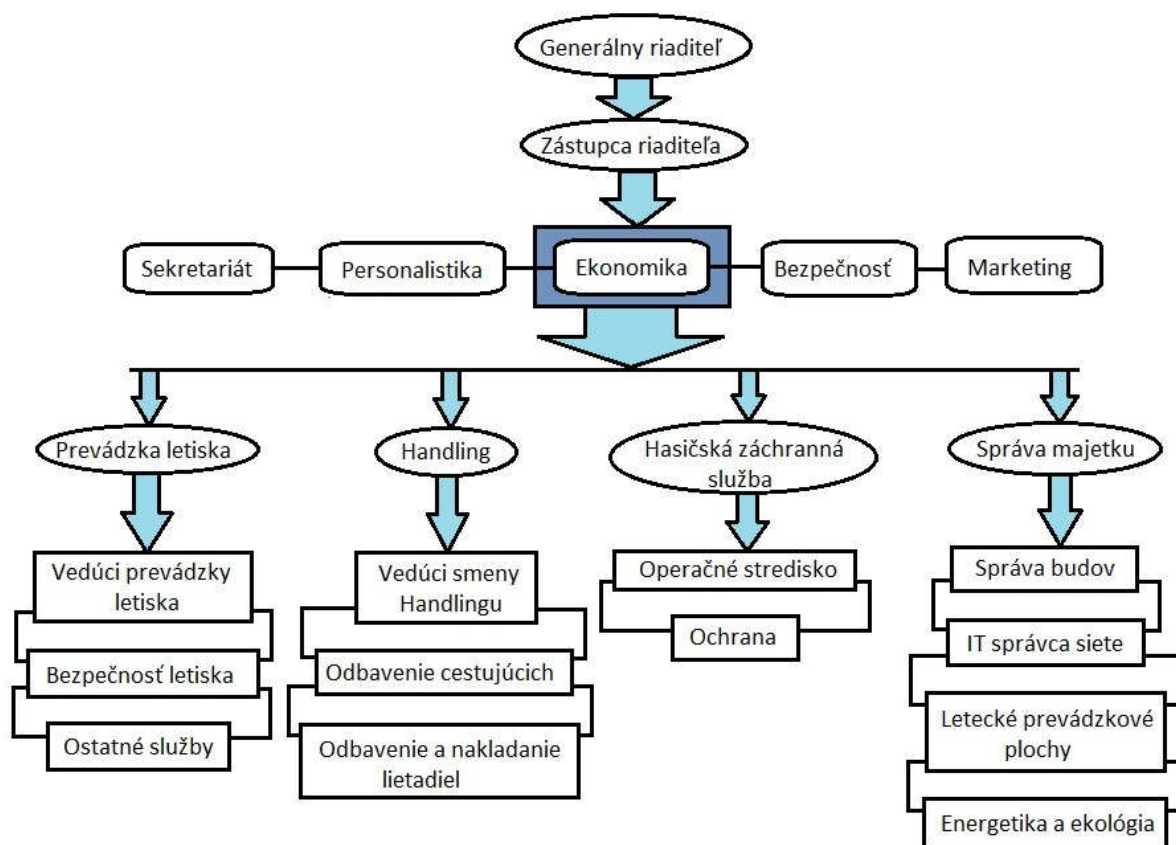 Generálny riaditeľ
Zástupca riaditeľa
Sekretariát
Personalistika
Ekonomika
Bezpečnosť
Marketing
Prevádzka letiska
Handling
Hasičská záchranná
služba
Správa majetku
Vedúci prevádzky
letiska
Bezpečnosť letiska
Ostatné služby
Vedúci smeny
Handlingu
Odbavenie cestujúcich
Odbavenie a nakladanie
lietadiel
Operačné stredisko
Ochrana
Správa budov
IT správca siete
Letecké prevádzkové
plochy
Energetika a ekológia